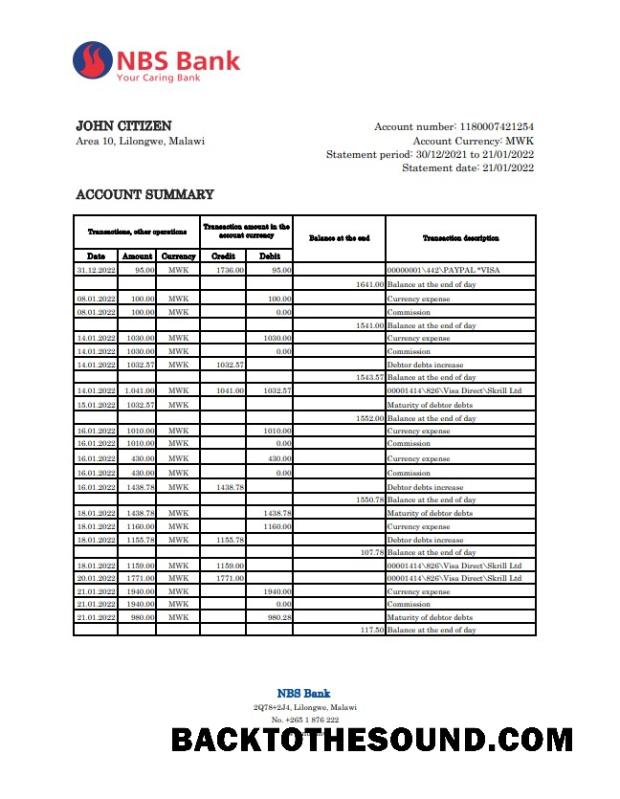 NBS Bank
Your Caring Bank
JOHN CITIZEN
Area 10, Lilongwe, Malawi
Account number: 1180007421254
Account Currency: MWK
Statement period: 30/12/2021 to 21/01/2022
Statement date: 21/01/2022
ACCOUNT SUMMARY
Transactions, other operations Transaction amount in the account currency Balance at the end Transaction description
Date Amount Currency Credit Debit
31.12.2022 95.00 MWK 1736.00 95.00 00000001\442\PAYPAL *VISA
1641.00 Balance at the end of day
08.01.2022 100.00 MWK 100.00 Currency expense
08.01.2022 100.00 MWK 0.00 Commission
1541.00 Balance at the end of day
14.01.2022 1030.00 MWK 1030.00 Currency expense
14.01.2022 1030.00 MWK 0.00 Commission
14.01.2022 1032.57 MWK 1032.57 Debtor debts increase
1543.57 Balance at the end of day
14.01.2022 1.041.00 MWK 1041.00 1032.57 00001414\826\Visa Direct\Skrill Ltd
15.01.2022 1032.57 MWK Maturity of debtor debts
1552.00 Balance at the end of day
16.01.2022 1010.00 MWK 1010.00 Currency expense
16.01.2022 1010.00 MWK 0.00 Commission
16.01.2022 430.00 MWK 430.00 Currency expense
16.01.2022 430.00 MWK 0.00 Commission
16.01.2022 1438.78 MWK 1438.78 Debtor debts increase
1550.78 Balance at the end of day
18.01.2022 1438.78 MWK 1438.78 Maturity of debtor debts
18.01.2022 1160.00 MWK 1160.00 Currency expense
18.01.2022 1155.78 MWK 1155.78 Debtor debts increase
107.78 Balance at the end of day
18.01.2022 1159.00 MWK 1159.00 00001414\826\Visa Direct\Skrill Ltd
20.01.2022 1771.00 MWK 1771.00 00001414\826\Visa Direct\Skrill Ltd
21.01.2022 1940.00 MWK 1940.00 Currency expense
21.01.2022 1940.00 MWK 0.00 Commission
21.01.2022 980.00 MWK 980.28 Maturity of debtor debts
117.50 Balance at the end of day
NBS Bank
2Q78+2J4, Lilongwe, Malawi
No. +265 1 876 222
BACKTOTHESOUND.COM